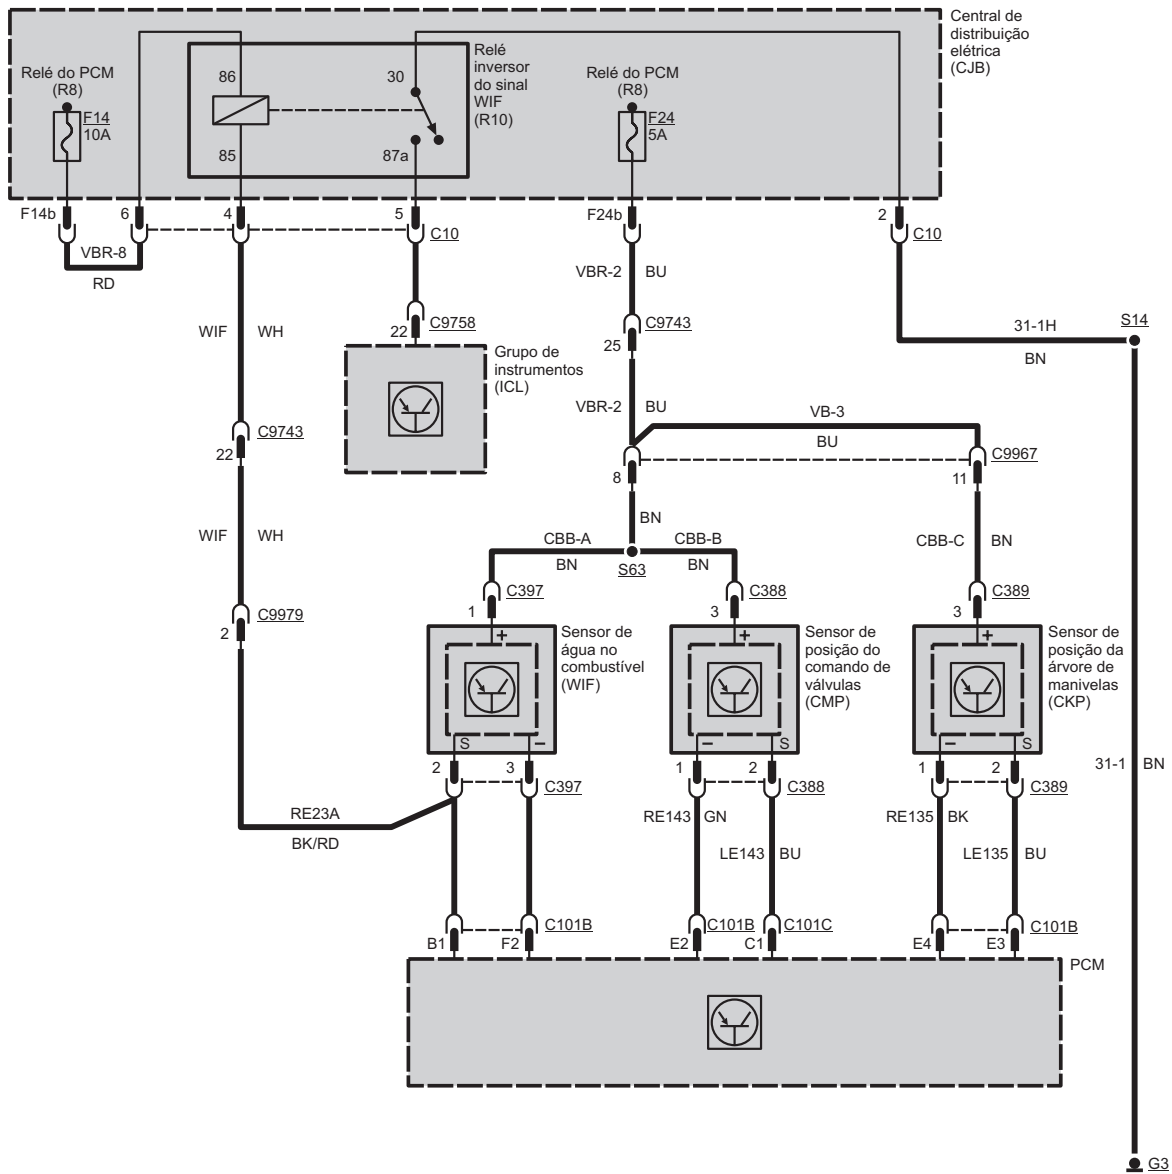 Central de
distribuição
elétrica
(CJB)
Relé
inversor
do sinal
WIF
(R10)
Relé do PCM
(R8)
F14
10A
86
85
30
87a
Relé do PCM
(R8)
F24
5A
F14b
6
4
5
C10
F24b
2
C10
VBR-8
RD
VBR-2
BU
WIF
WH
22
C9758
C9743
25
31-1H
BN
S14
Grupo de
instrumentos
(ICL)
VBR-2
BU
VB-3
BU
C9743
22
8
11
C9967
BN
WIF
WH
CBB-A
BN
CBB-B
BN
S63
CBB-C
BN
C9979
2
1
C397
3
C388
3
C389
+
Sensor de
água no
combustível
(WIF)
+
Sensor de
posição do
comando de
válvulas
(CMP)
+
Sensor de
posição da
árvore de
manivelas
(CKP)
S
–
–
S
–
S
2
3
C397
1
2
C388
1
2
C389
31-1
BN
RE23A
BK/RD
RE143
GN
LE143
BU
RE135
BK
LE135
BU
B1
F2
C101B
E2
C101B
C1
C101C
E4
E3
C101B
PCM
G3